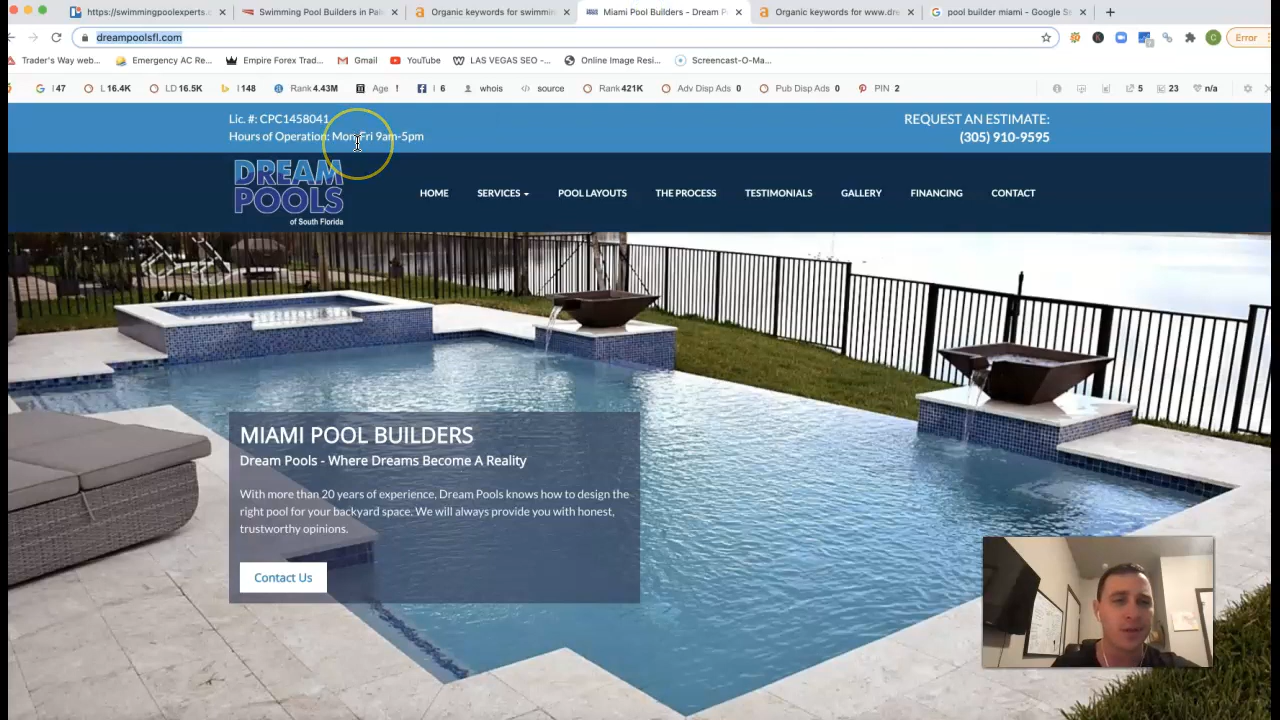 https://swimmingpoolexperts.c
Swimming Pool Builders in Pal
Organic keywords for swimmin
Miami Pool Builders – Dream P
Organic keywords for www.dre
pool builder miami - Google Se
dreampoolsfl.com
Error
Trader's Way web...
Emergency AC Re...
Empire Forex Trad...
Gmail
YouTube
LAS VEGAS SEO -...
Online Image Resi...
Screencast-O-Ma...
I 47
L 16.4K
LD 16.5K
I 148
Rank 4.43M
Age !
I 6
whois
source
Rank 421K
Adv Disp Ads 0
Pub Disp Ads 0
PIN 2
5
23
n/a
Lic. #: CPC1458041
Hours of Operation: Mon-Fri 9am-5pm
REQUEST AN ESTIMATE:
(305) 910-9595
DREAM
POOLS
of South Florida
HOME
SERVICES
POOL LAYOUTS
THE PROCESS
TESTIMONIALS
GALLERY
FINANCING
CONTACT
MIAMI POOL BUILDERS
Dream Pools - Where Dreams Become A Reality
With more than 20 years of experience, Dream Pools knows how to design the
right pool for your backyard space. We will always provide you with honest,
trustworthy opinions.
Contact Us